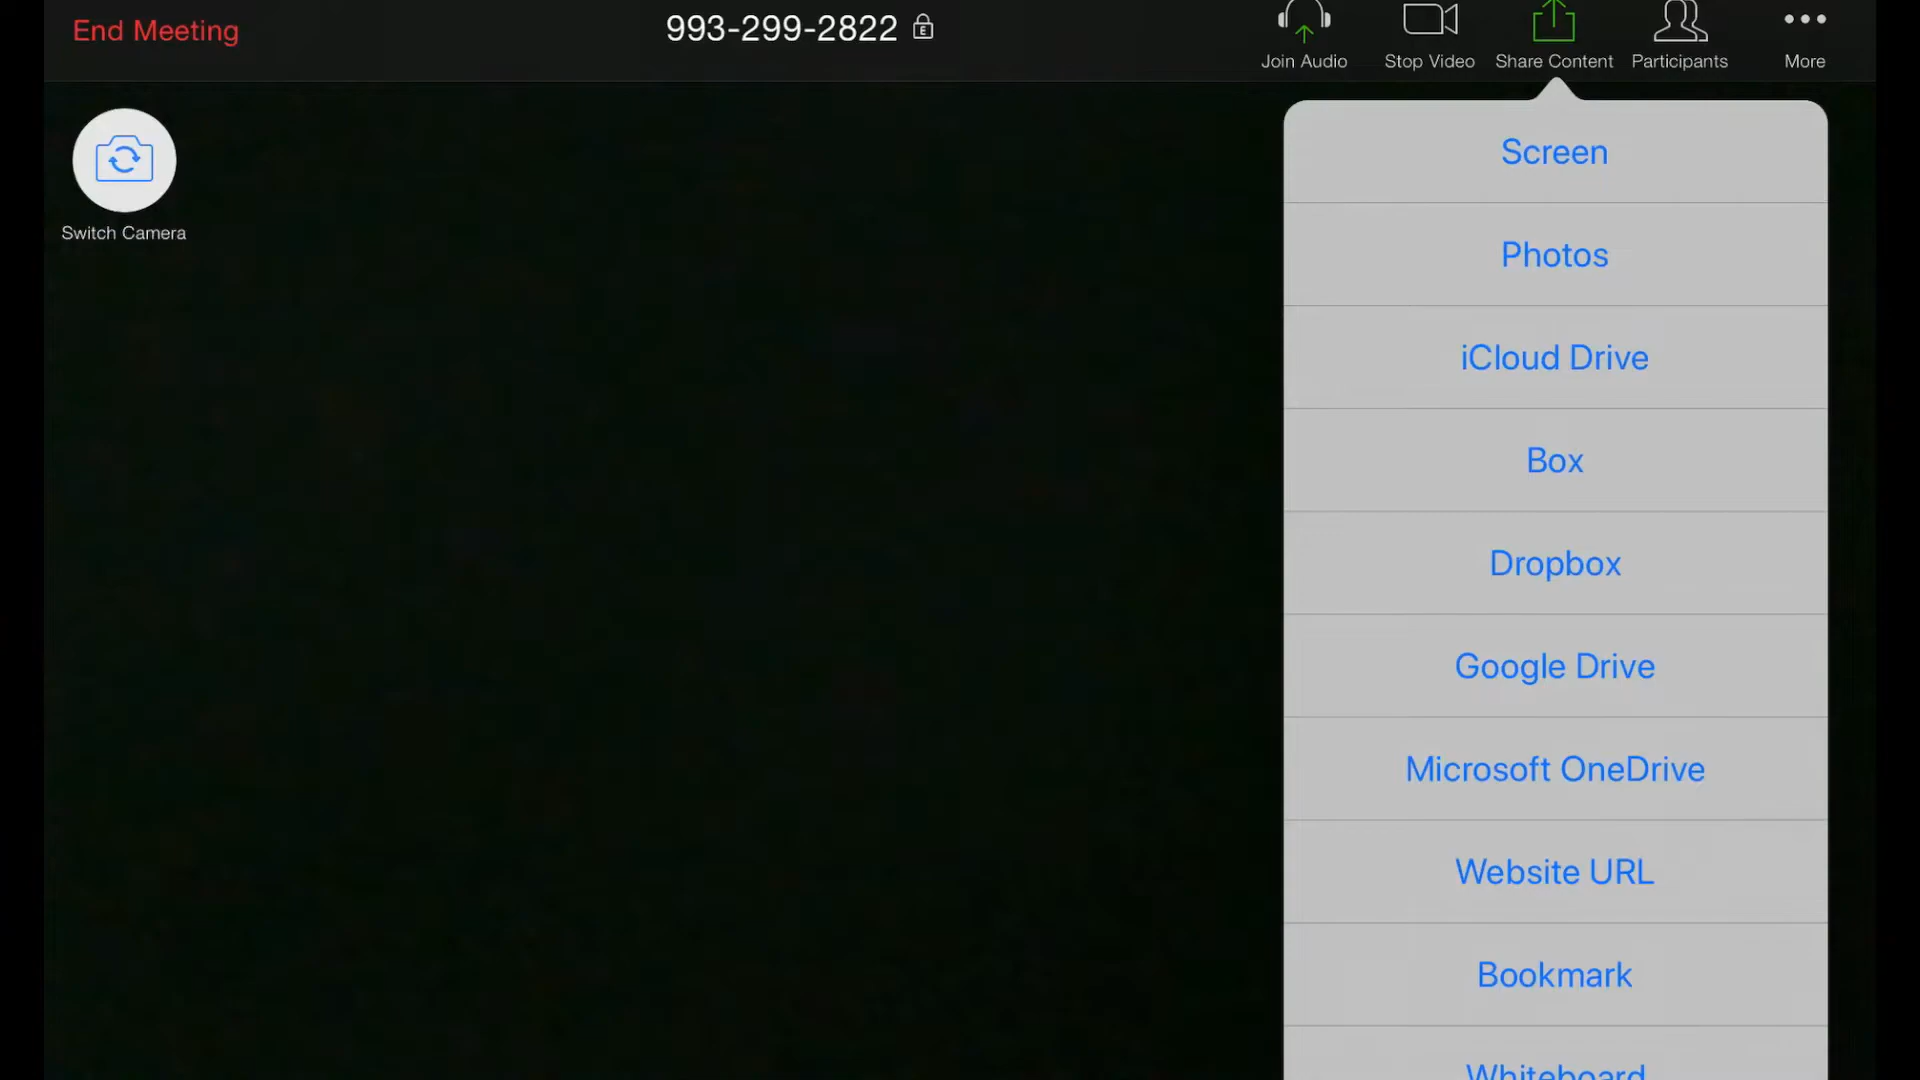 End Meeting
993-299-2822
Join Audio
Stop Video
Share Content
Participants
More
Switch Camera
Screen
Photos
iCloud Drive
Box
Dropbox
Google Drive
Microsoft OneDrive
Website URL
Bookmark
Whiteboard